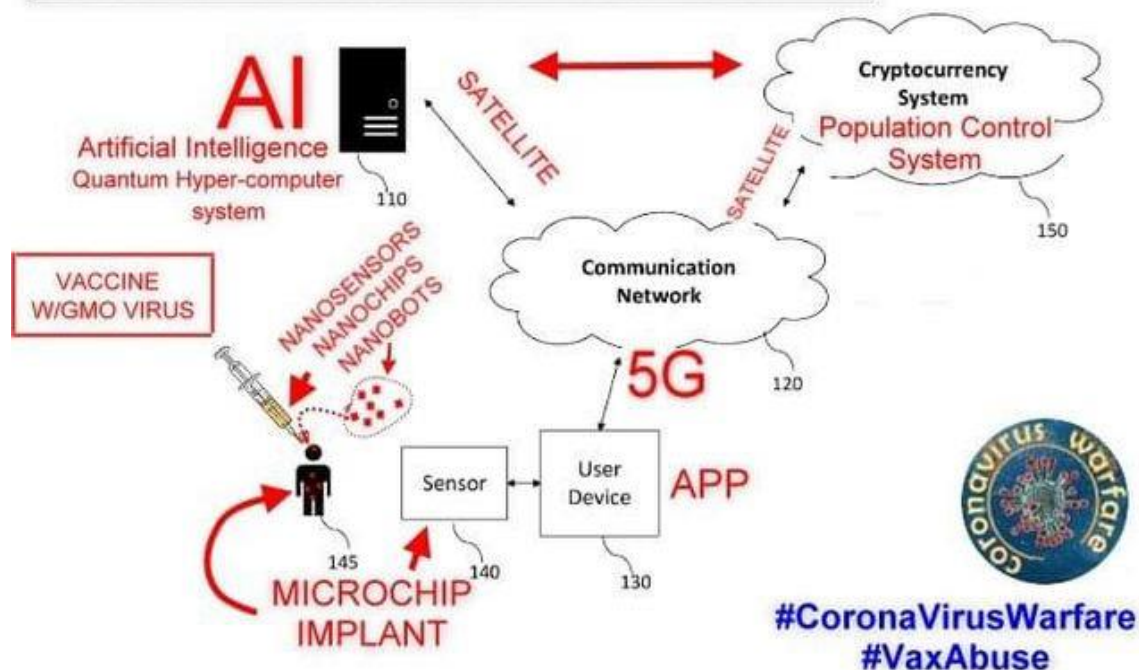 AI
Artificial Intelligence
Quantum Hyper-computer
system
110
SATELLITE
Cryptocurrency
System
Population Control
System
150
SATELLITE
Communication
Network
120
5G
VACCINE
W/GMO VIRUS
NANOSENSORS
NANOCHIPS
NANOBOTS
145
Sensor
140
User
Device
130
APP
MICROCHIP
IMPLANT
coronavirus warfare
#CoronaVirusWarfare
#VaxAbuse